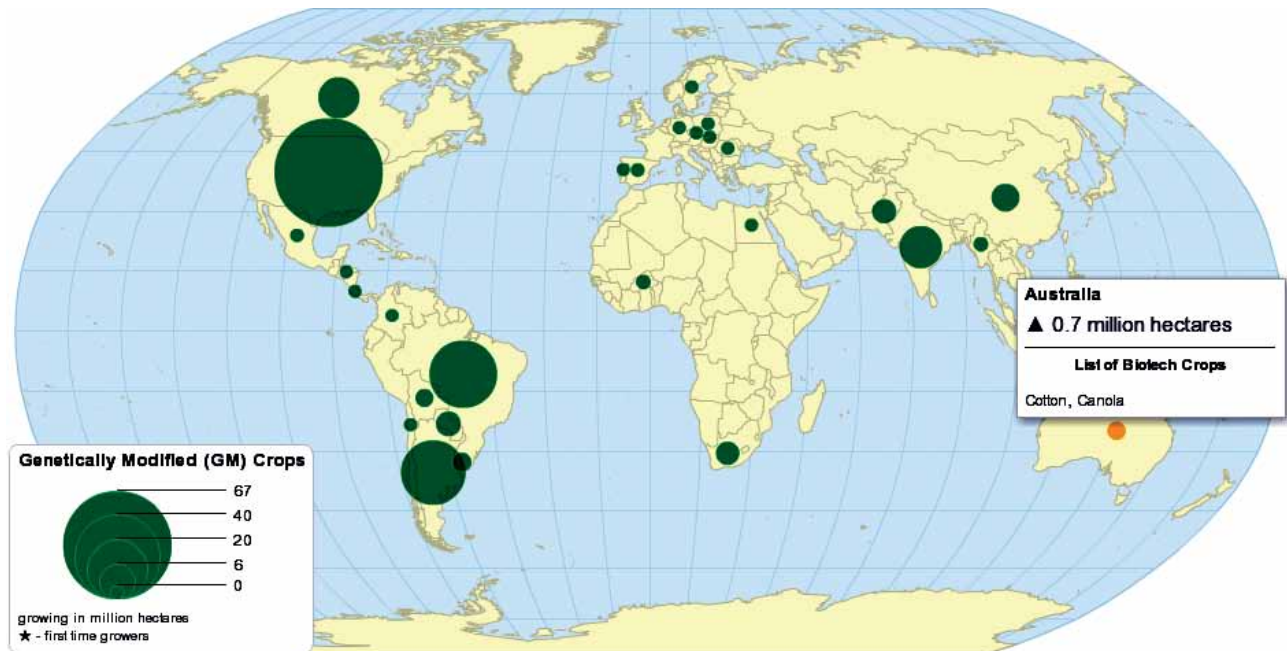 Australia
▲ 0.7 million hectares
List of Biotech Crops
Cotton, Canola
Genetically Modified (GM) Crops
67
40
20
6
0
growing in million hectares
★ - first time growers